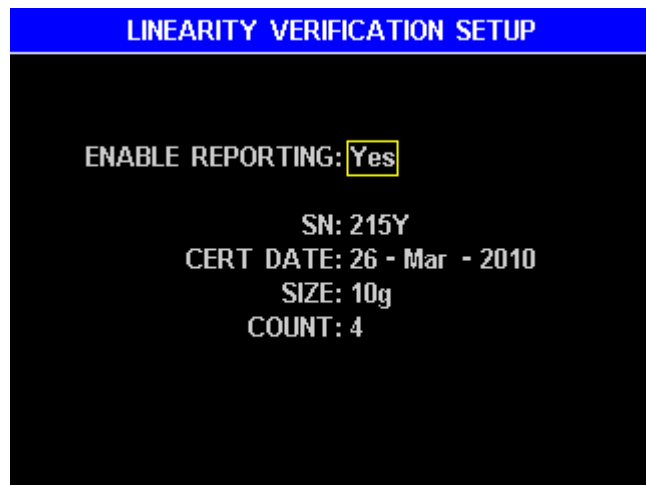 LINEARITY VERIFICATION SETUP
ENABLE REPORTING: Yes
SN: 215Y
CERT DATE: 26 - Mar - 2010
SIZE: 10g
COUNT: 4